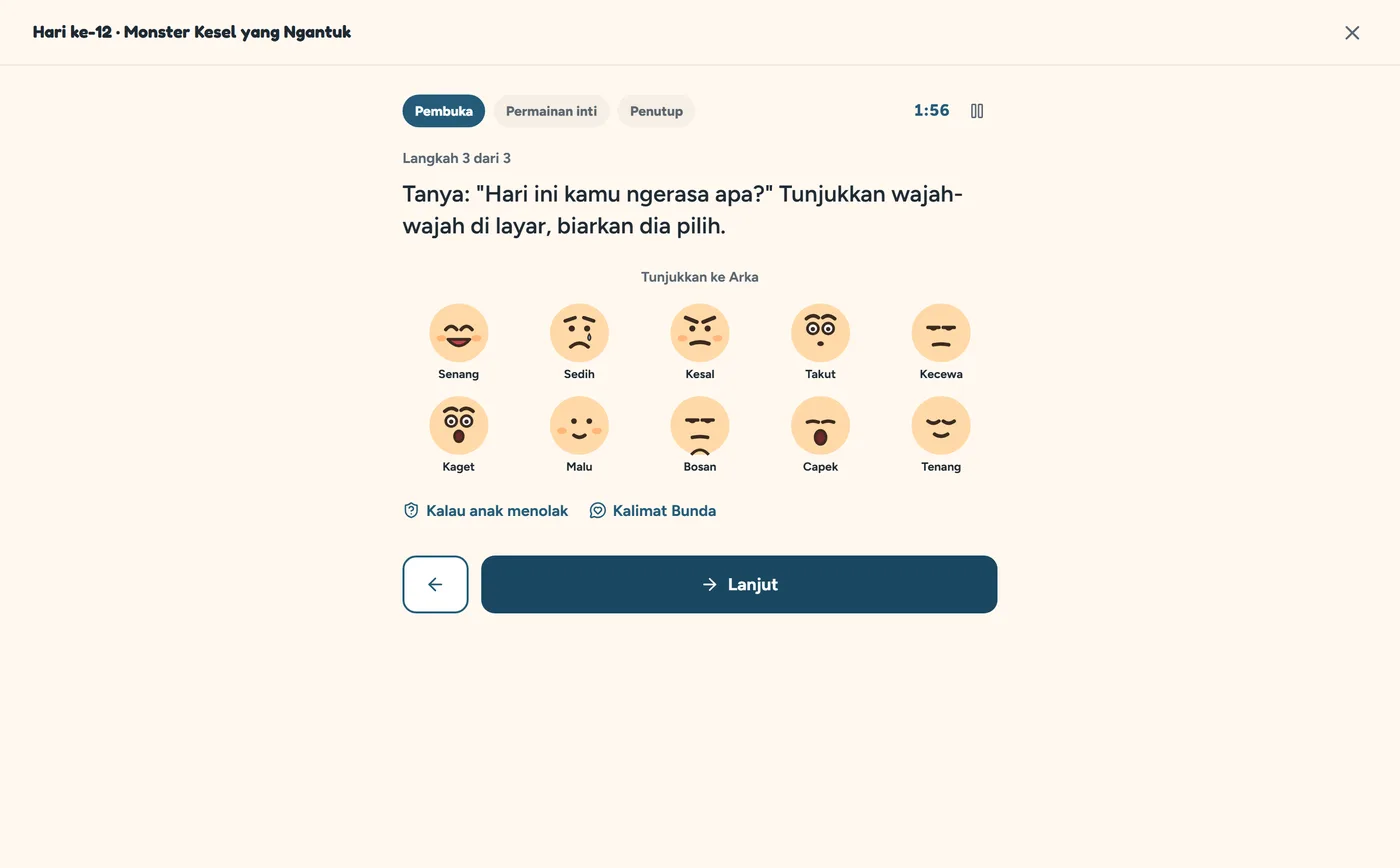 Hari ke-12 · Monster Kesel yang Ngantuk
Pembuka
Permainan inti
Penutup
1:56
Langkah 3 dari 3
Tanya: "Hari ini kamu ngerasa apa?" Tunjukkan wajah-
wajah di layar, biarkan dia pilih.
Tunjukkan ke Arka
Senang
Sedih
Kesal
Takut
Kecewa
Kaget
Malu
Bosan
Capek
Tenang
Kalau anak menolak
Kalimat Bunda
Lanjut